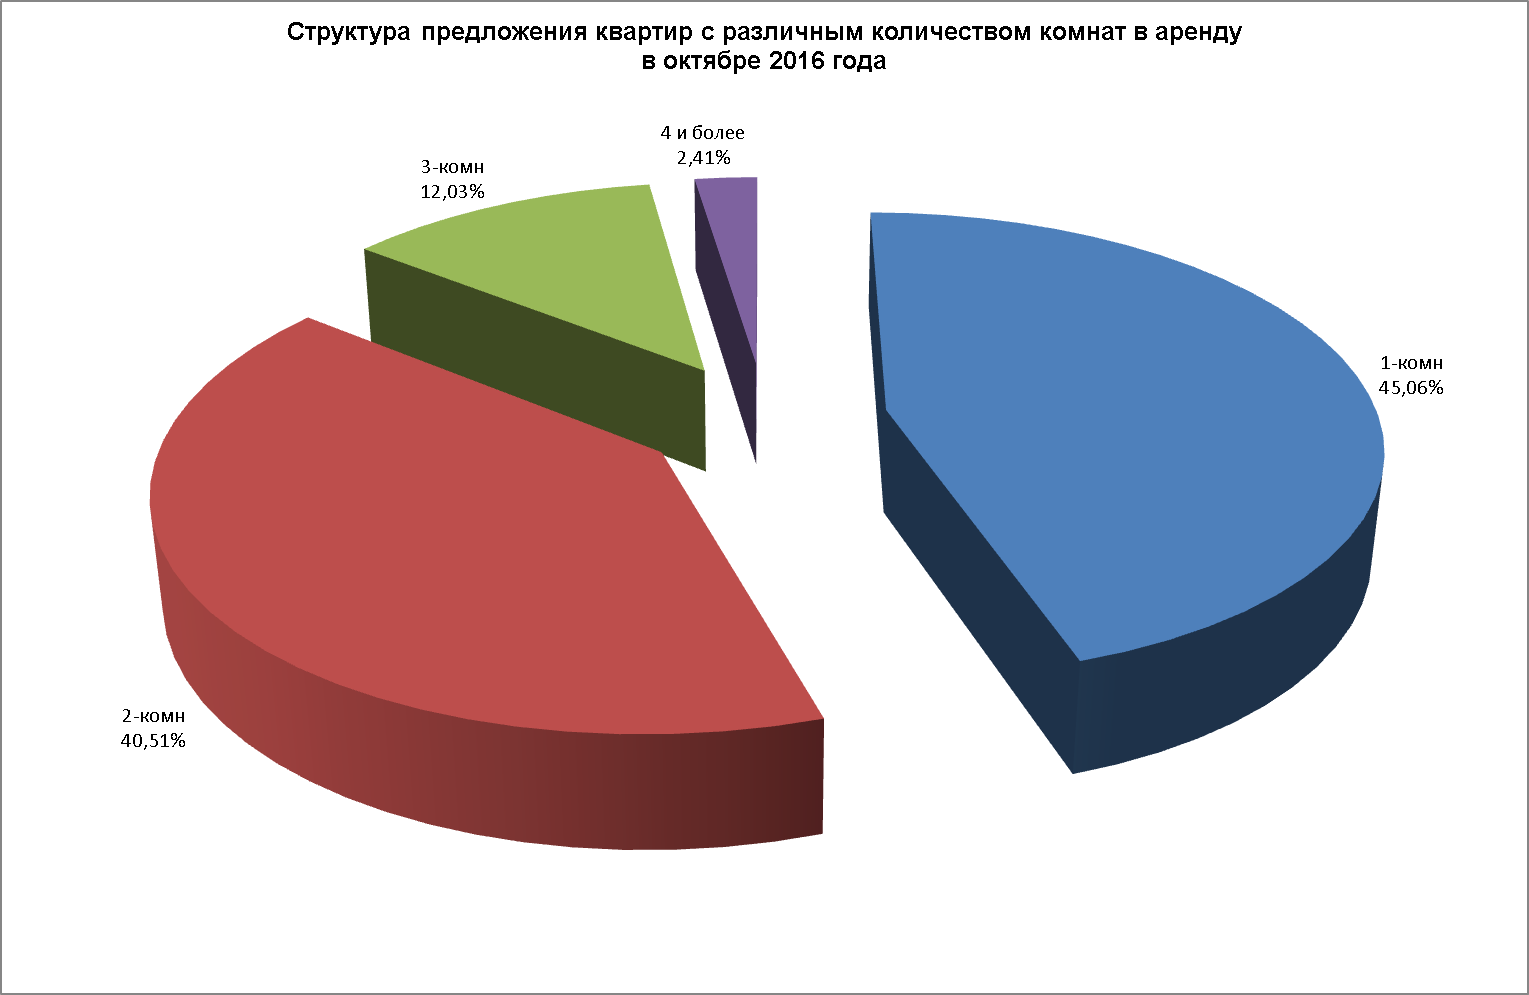 Структура предложения квартир с различным количеством комнат в аренду
в октябре 2016 года
4 и более
2,41%
3-комн
12,03%
1-комн
45,06%
2-комн
40,51%